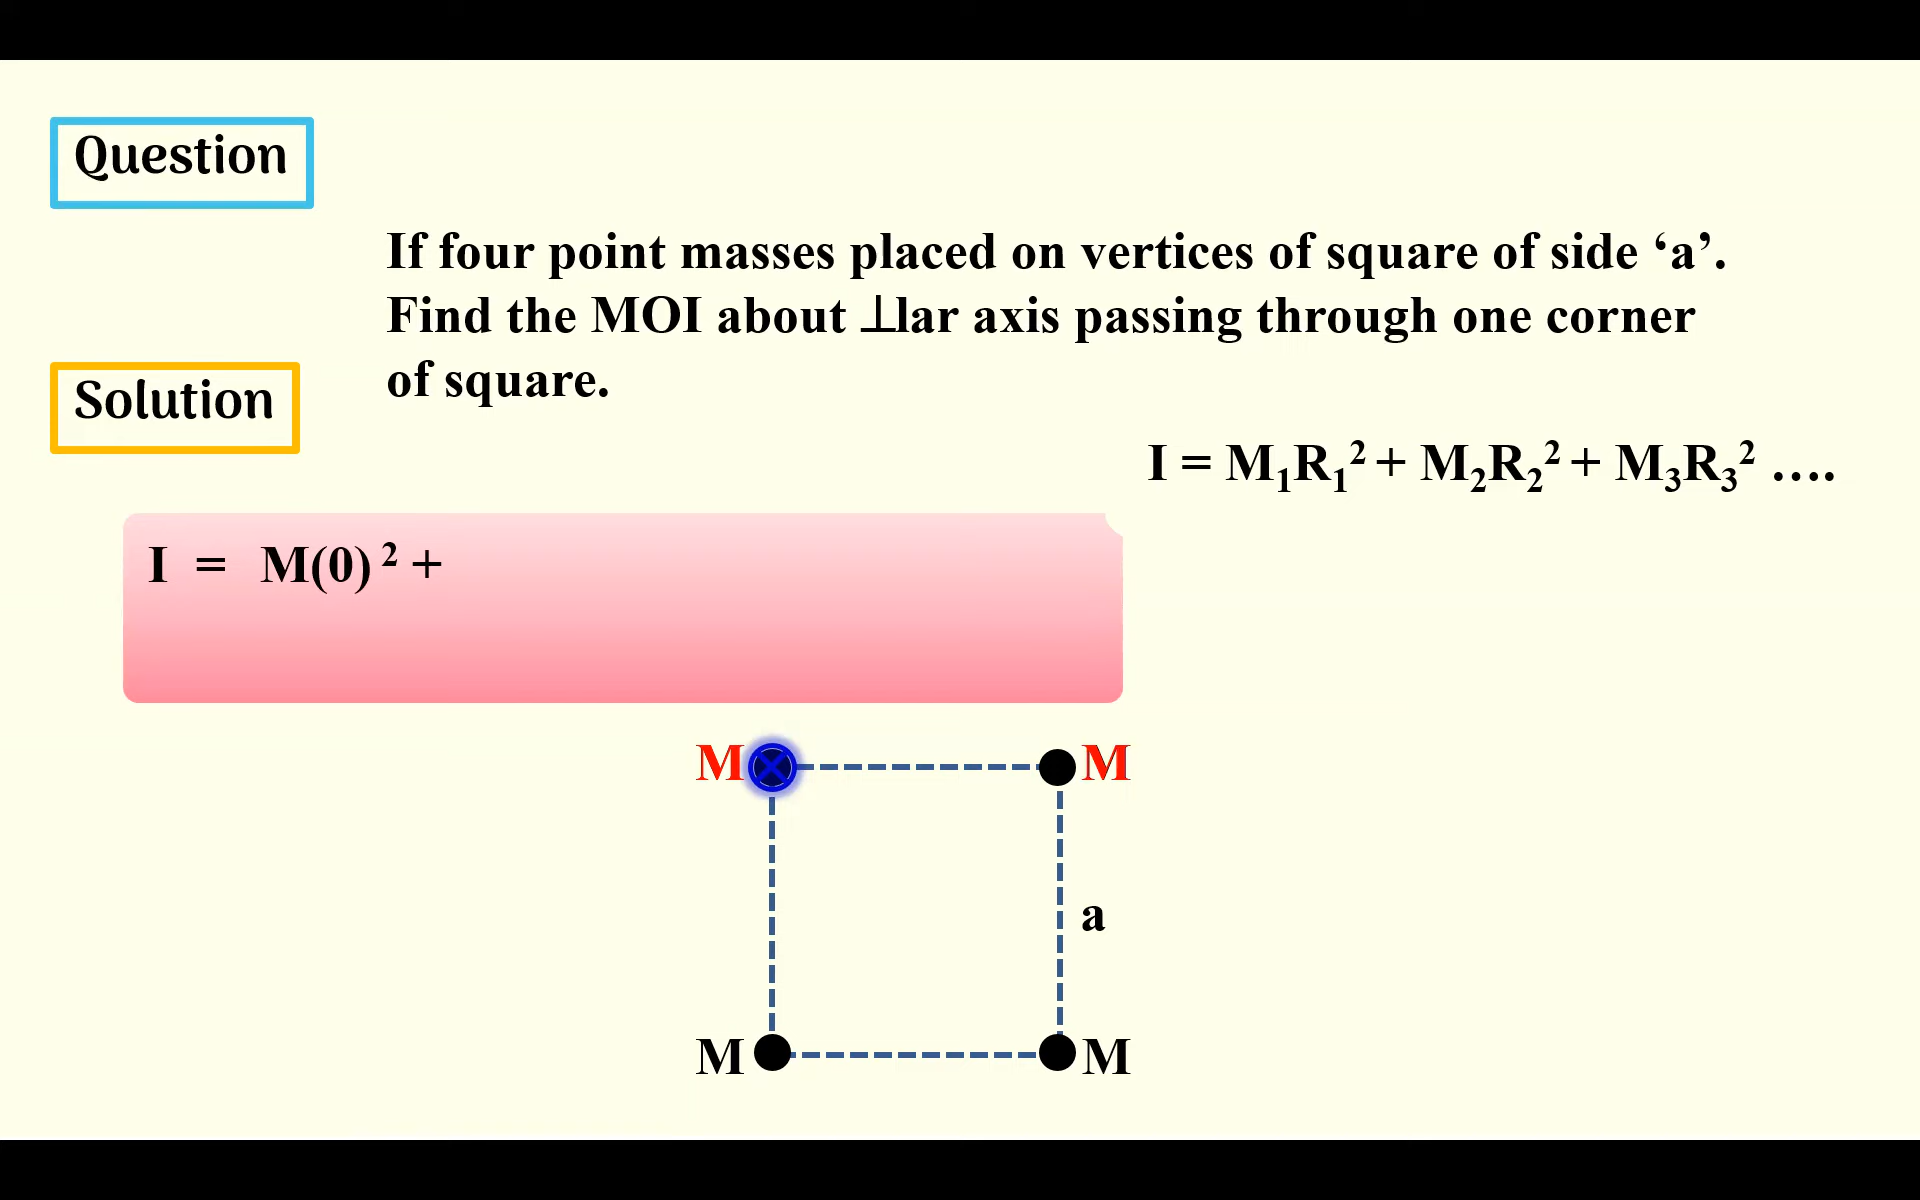 Question
If four point masses placed on vertices of square of side ‘a’.
Find the MOI about ⊥lar axis passing through one corner
of square.
Solution
I = M₁R₁² + M₂R₂² + M₃R₃² ….
I = M(0)² +
M M
a
M M